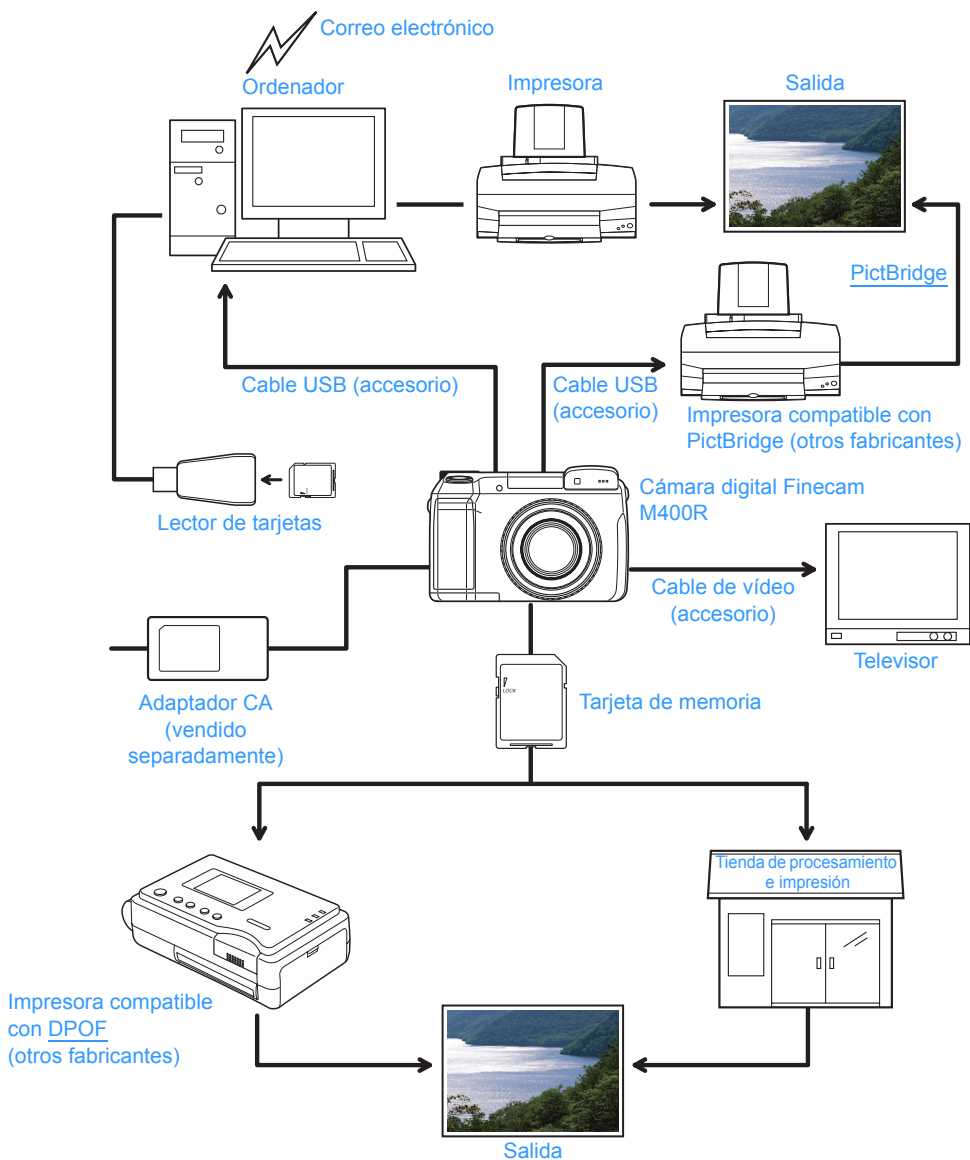 Correo electrónico
Ordenador
Impresora
Salida
PictBridge
Cable USB (accesorio)
Cable USB
(accesorio)
Impresora compatible con
PictBridge (otros fabricantes)
Lector de tarjetas
Cámara digital Finecam
M400R
Cable de vídeo
(accesorio)
Televisor
Adaptador CA
(vendido
separadamente)
LOCK
Tarjeta de memoria
Tienda de procesamiento
e impresión
Impresora compatible
con DPOF
(otros fabricantes)
Salida